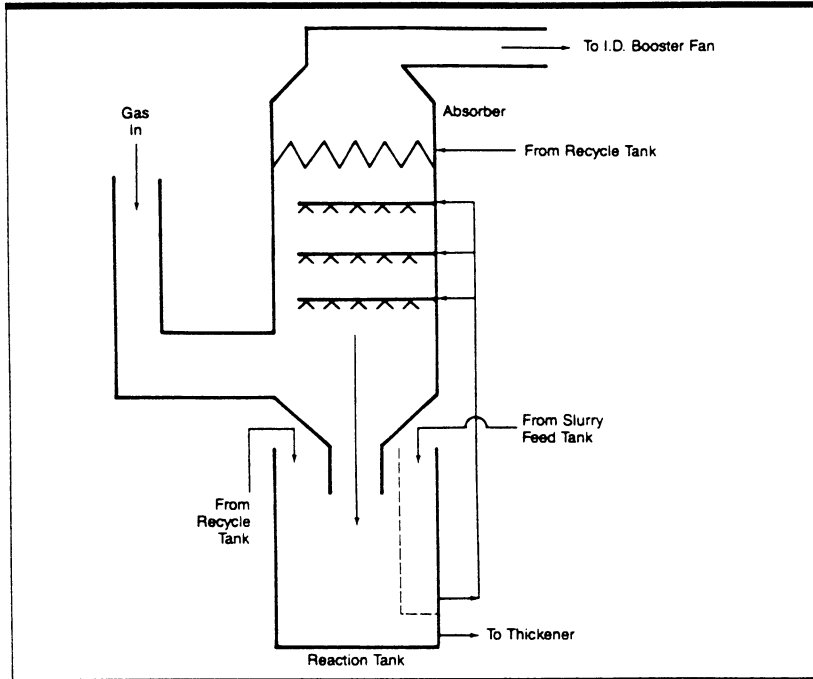 To I.D. Booster Fan
Gas
In
Absorber
From Recycle Tank
From Slurry
Feed Tank
From
Recycle
Tank
To Thickener
Reaction Tank